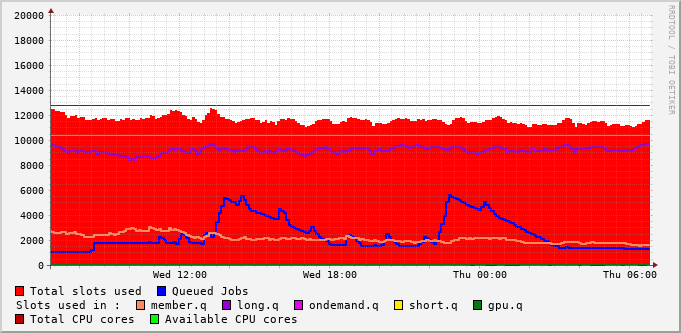 20000
18000
16000
14000
12000
10000
8000
6000
4000
2000
0
Wed 12:00 Wed 18:00 Thu 00:00 Thu 06:00
Total slots used Queued Jobs
Slots used in : member.q long.q ondemand.q short.q gpu.q
Total CPU cores Available CPU cores
RRDTOOL / TOBI OETIKER